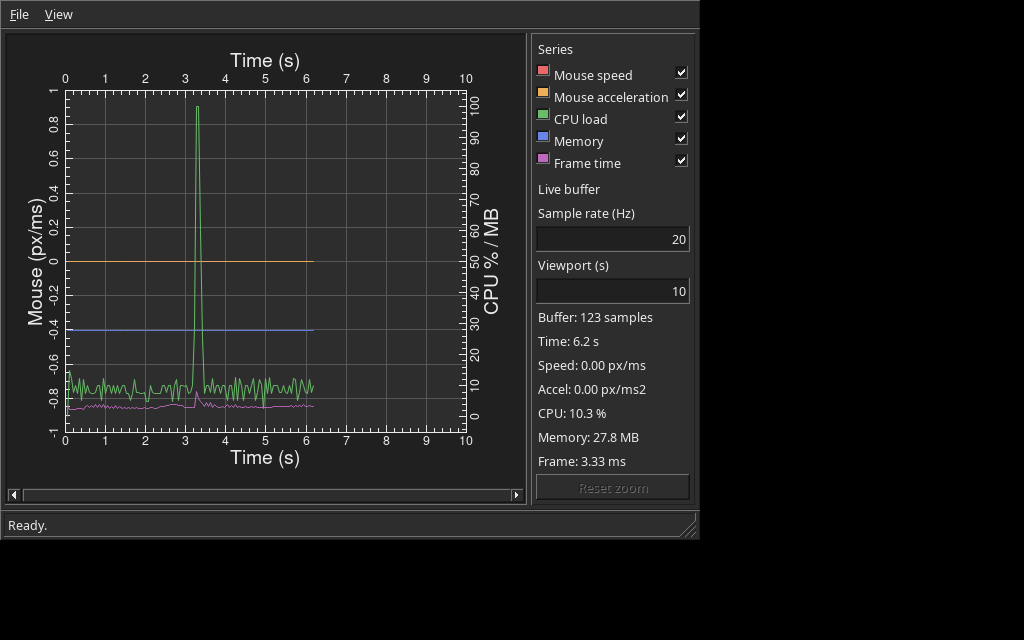 File View
Time (s)
0 1 2 3 4 5 6 7 8 9 10
1
0.8
0.6
0.4
0.2
0
-0.2
-0.4
-0.6
-0.8
-1
Mouse (px/ms)
100
90
80
70
60
50
40
30
20
10
0
CPU % / MB
0 1 2 3 4 5 6 7 8 9 10
Time (s)
Series
Mouse speed
Mouse acceleration
CPU load
Memory
Frame time
Live buffer
Sample rate (Hz)
20
Viewport (s)
10
Buffer: 123 samples
Time: 6.2 s
Speed: 0.00 px/ms
Accel: 0.00 px/ms2
CPU: 10.3 %
Memory: 27.8 MB
Frame: 3.33 ms
Reset zoom
Ready.